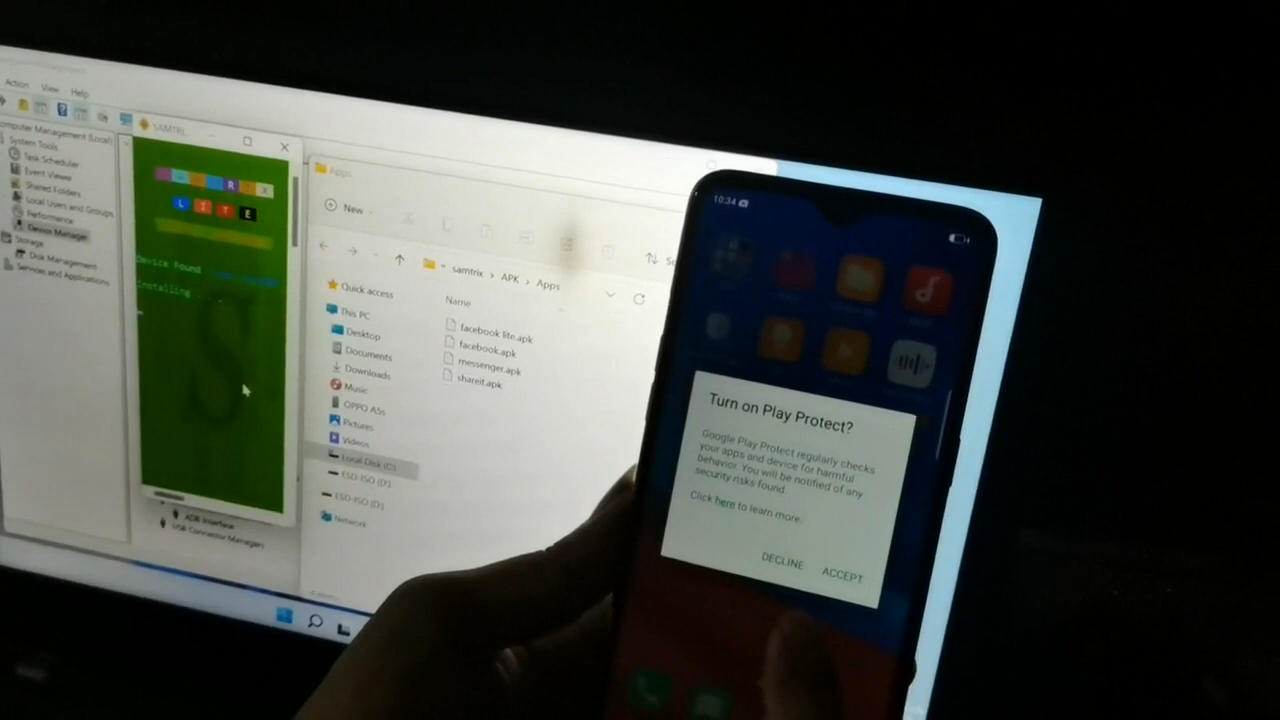 Action View Help
Computer Management (Local)
System Tools
Task Scheduler
Event Viewer
Shared Folders
Local Users and Groups
Performance
Device Manager
Storage
Disk Management
Services and Applications
R I X
L I T E
Device Found
Installing .
ADB Interface
USB Connector Managers
Apps
New
samtrix > APK > Apps
Quick access
This PC
Desktop
Documents
Downloads
Music
OPPO A5s
Pictures
Videos
Local Disk (C:)
ESD-ISO (D:)
ESD-ISO (D:)
Network
Name
facebook lite.apk
facebook.apk
messenger.apk
shareit.apk
10:34
Turn on Play Protect?
Google Play Protect regularly checks
your apps and device for harmful
behavior. You will be notified of any
security risks found.
Click here to learn more.
DECLINE ACCEPT